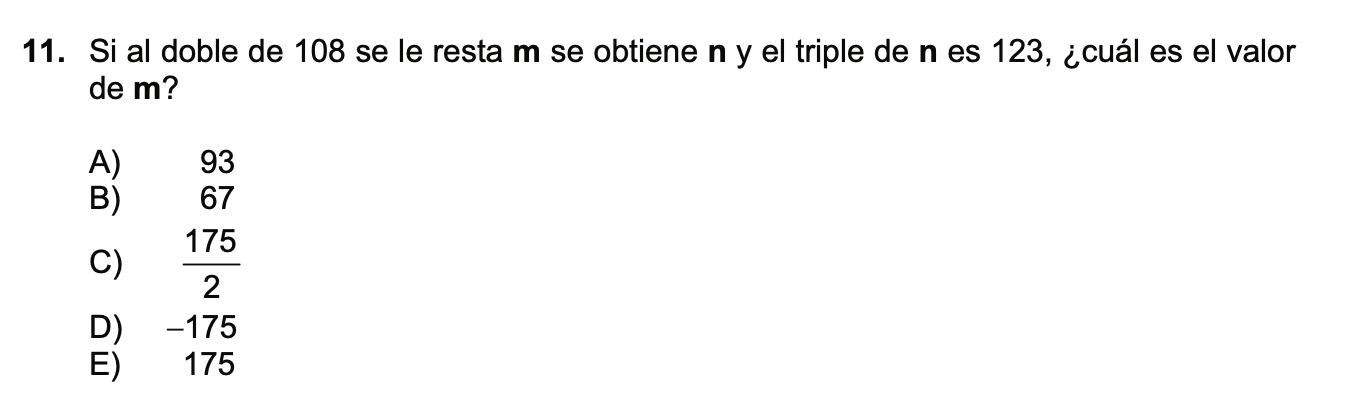 11. Si al doble de 108 se le resta m se obtiene n y el triple de n es 123, ¿cuál es el valor
de m?
A) 93
B) 67
C) 175/2
D) –175
E) 175